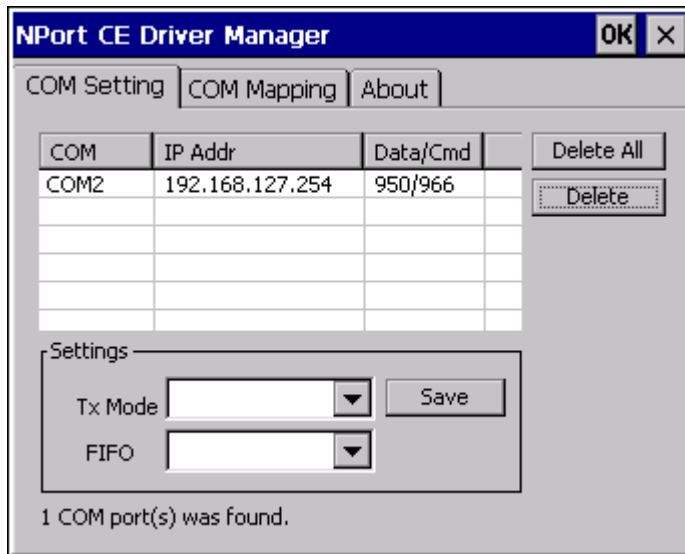 NPort CE Driver Manager OK ×
COM Setting COM Mapping About
COM IP Addr Data/Cmd Delete All
COM2 192.168.127.254 950/966 Delete
Settings
Tx Mode Save
FIFO
1 COM port(s) was found.